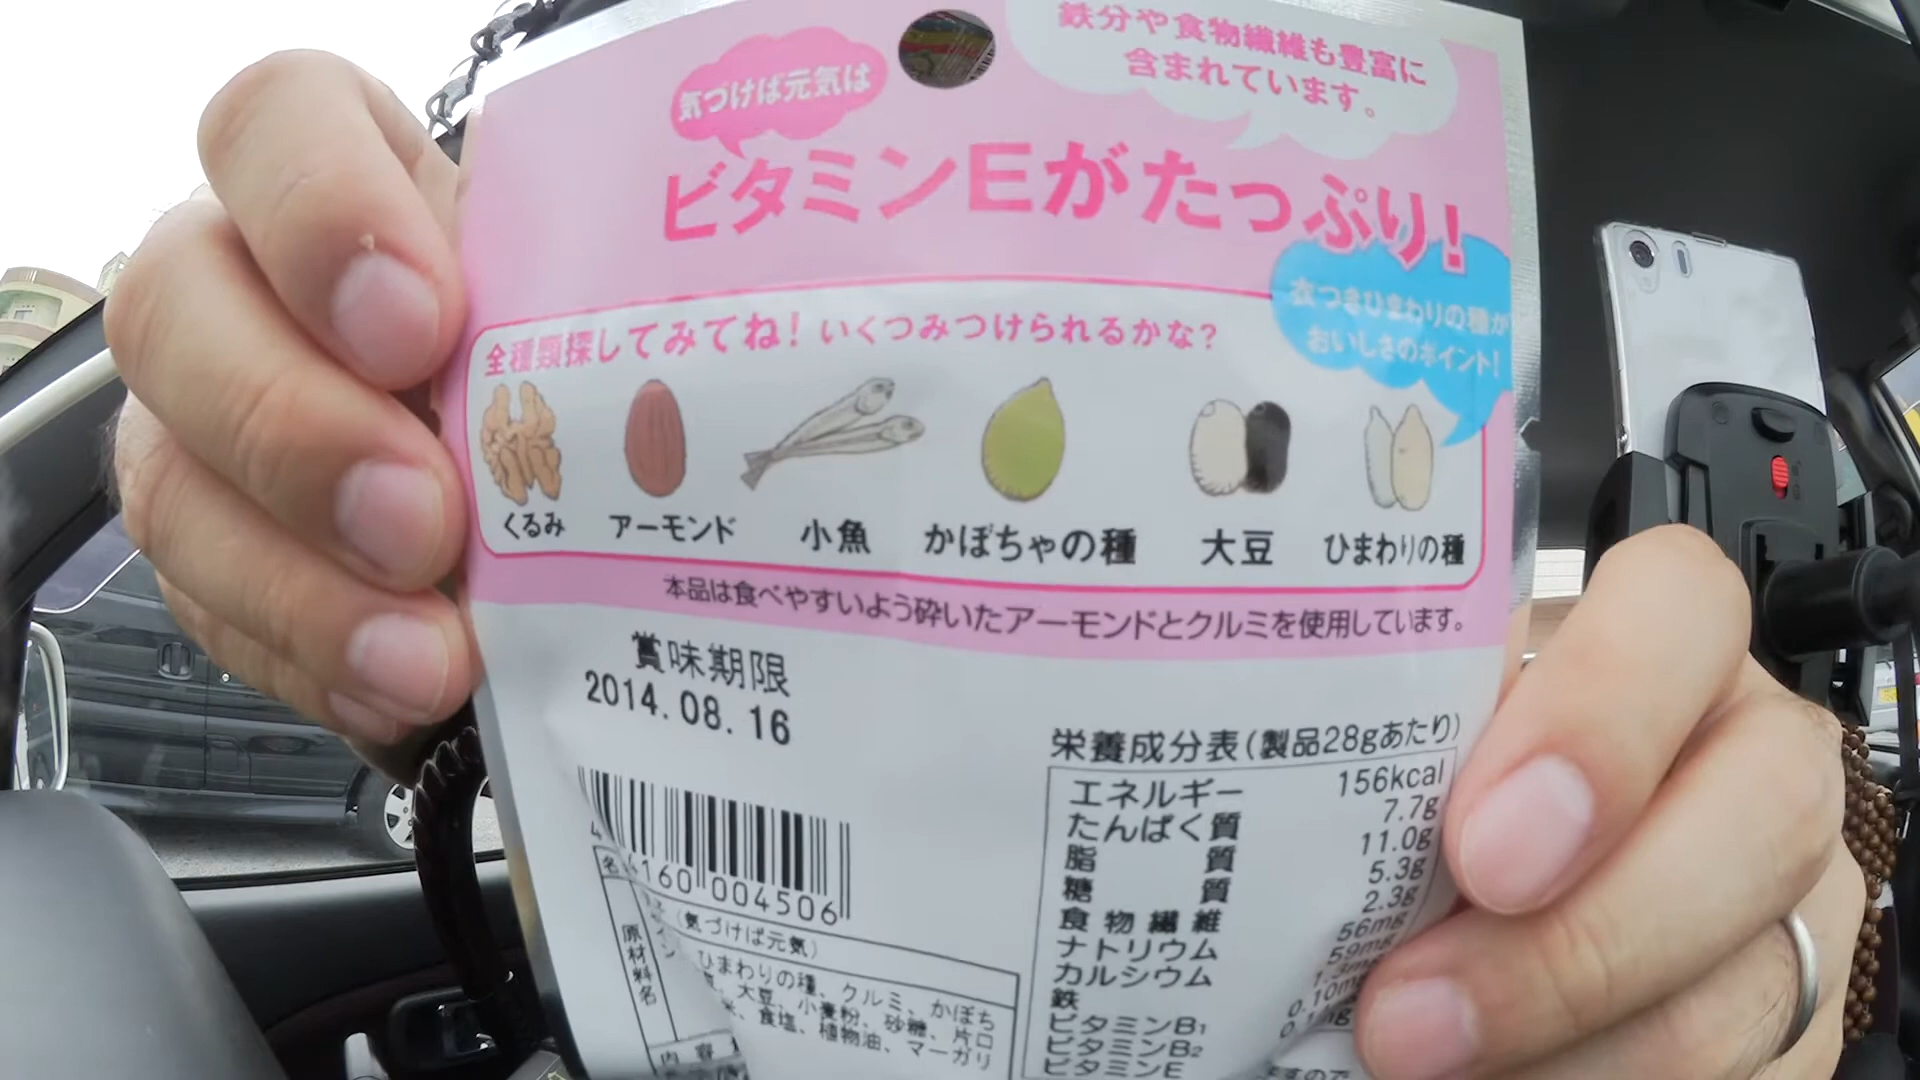 鉄分や食物繊維も豊富に
含まれています。
気づけば元気は
ビタミンEがたっぷり!
衣つきひまわりの種が
おいしさのポイント!
全種類探してみてね! いくつみつけられるかな?
くるみ アーモンド 小魚 かぼちゃの種 大豆 ひまわりの種
本品は食べやすいよう砕いたアーモンドとクルミを使用しています。
賞味期限
2014.08.16
160 004506
名
(気づけば元気)
原材料名
ひまわりの種、クルミ、かぼち
大豆、小麦粉、砂糖、片口
米、食塩、植物油、マーガリ
内容
栄養成分表(製品28gあたり)
エネルギー 156kcal
たんぱく質 7.7g
脂質 11.0g
糖質 5.3g
食物繊維 2.3g
ナトリウム 56mg
カルシウム 59mg
鉄 1.3mg
ビタミンB1 0.10mg
ビタミンB2
ビタミンE